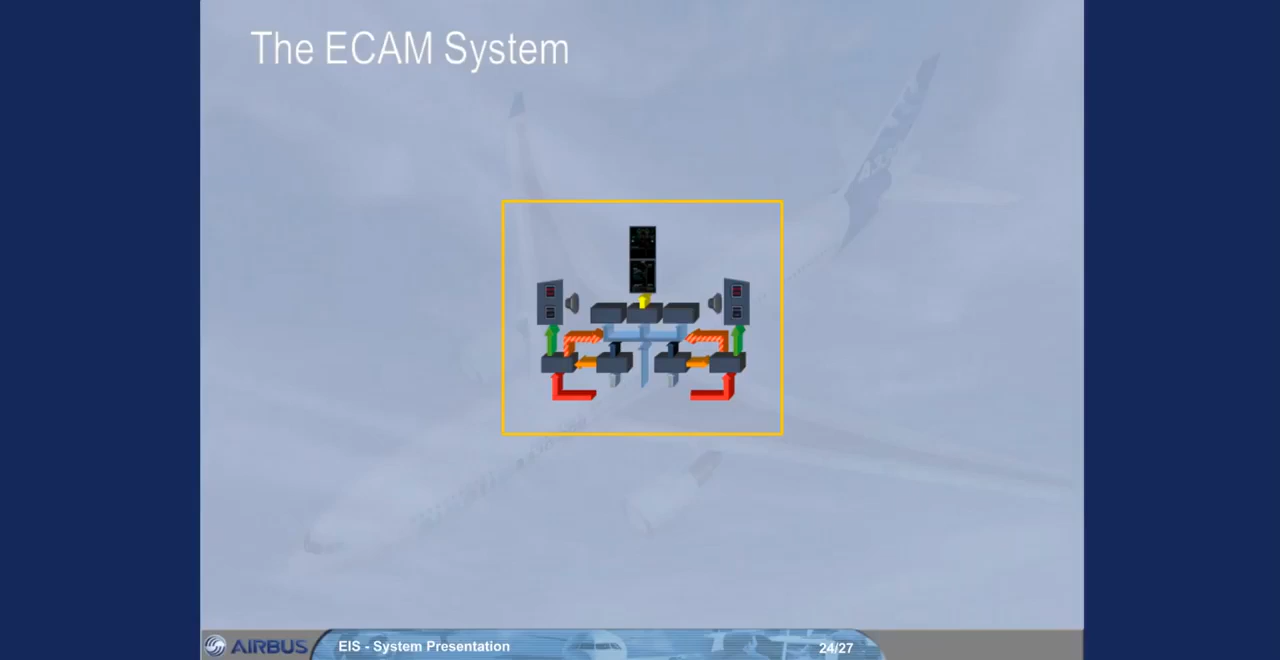 The ECAM System
AIRBUS
EIS - System Presentation
24/27